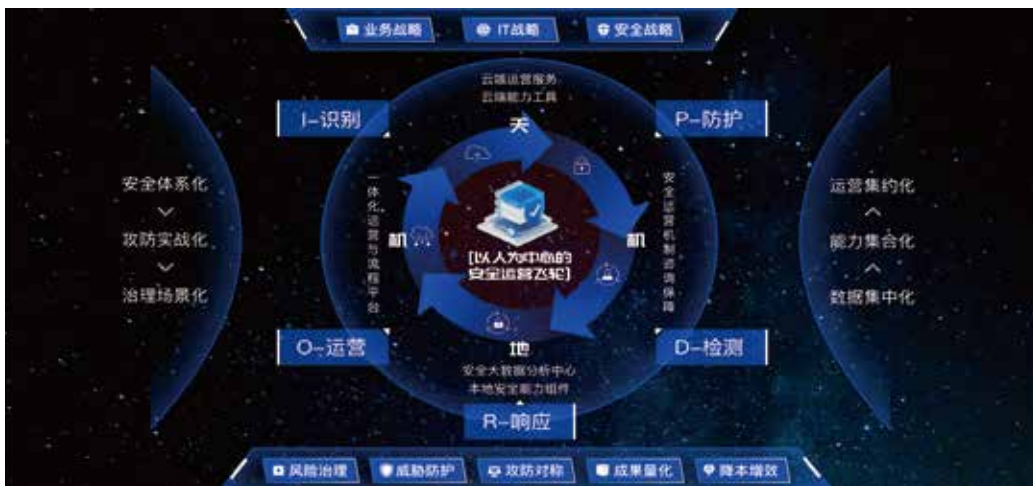 业务战略
IT战略
安全战略
云端运营服务
云端能力工具
天
I-识别
P-防护
安全体系化
攻防实战化
治理场景化
一体化运营与流程平台
机
[以人为中心的
安全运营飞轮]
机
安全运营机制咨询保障
运营集约化
能力集合化
数据集中化
O-运营
D-检测
地
安全大数据分析中心
本地安全能力组件
R-响应
风险治理
威胁防护
攻防对称
成果量化
降本增效